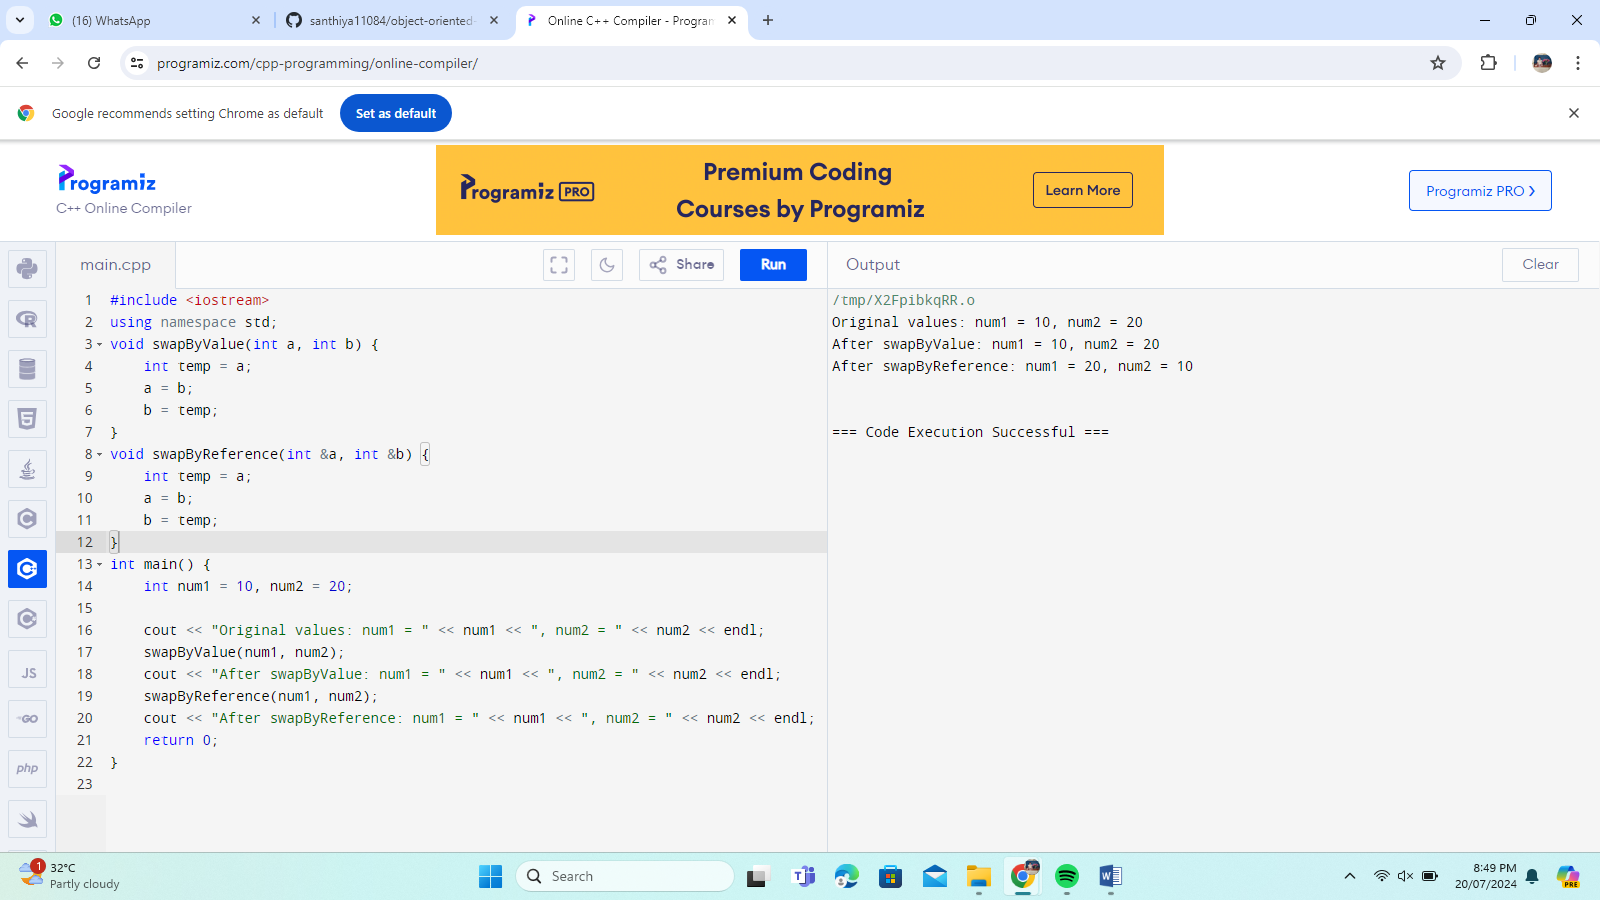 (16) WhatsApp
santhiya11084/object-oriented-
Online C++ Compiler - Program
programiz.com/cpp-programming/online-compiler/
Google recommends setting Chrome as default
Set as default
Programiz
C++ Online Compiler
Programiz PRO
Premium Coding
Courses by Programiz
Learn More
Programiz PRO ❯
main.cpp
Share
Run
Output
Clear
1 #include <iostream>
2 using namespace std;
3 void swapByValue(int a, int b) {
4     int temp = a;
5     a = b;
6     b = temp;
7 }
8 void swapByReference(int &a, int &b) {
9     int temp = a;
10     a = b;
11     b = temp;
12 }
13 int main() {
14     int num1 = 10, num2 = 20;
15
16     cout << "Original values: num1 = " << num1 << ", num2 = " << num2 << endl;
17     swapByValue(num1, num2);
18     cout << "After swapByValue: num1 = " << num1 << ", num2 = " << num2 << endl;
19     swapByReference(num1, num2);
20     cout << "After swapByReference: num1 = " << num1 << ", num2 = " << num2 << endl;
21     return 0;
22 }
23
/tmp/X2FpibkqRR.o
Original values: num1 = 10, num2 = 20
After swapByValue: num1 = 10, num2 = 20
After swapByReference: num1 = 20, num2 = 10
=== Code Execution Successful ===
JS
GO
php
1
32°C
Partly cloudy
Search
8:49 PM
20/07/2024
PRE